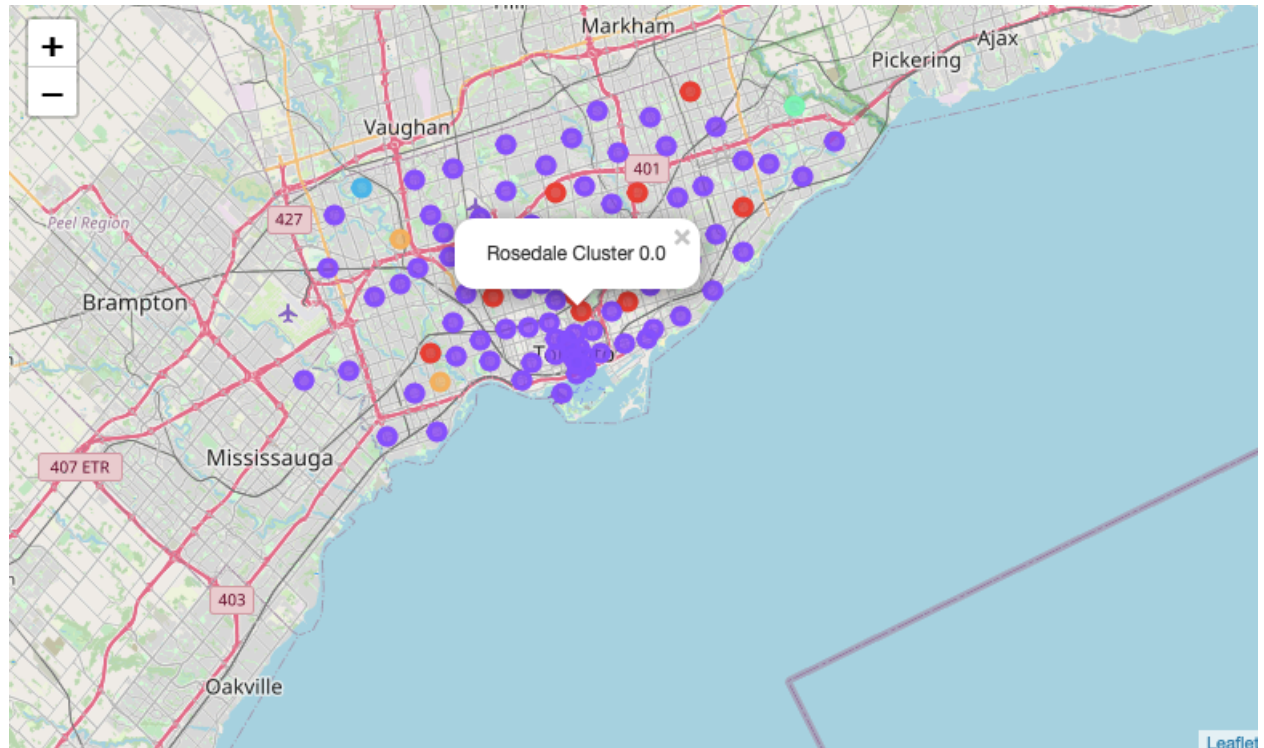 +
Markham
Ajax
Pickering
−
Vaughan
401
427
Peel Region
Rosedale Cluster 0.0
×
Brampton
Toronto
Mississauga
407 ETR
403
Oakville
Leaflet